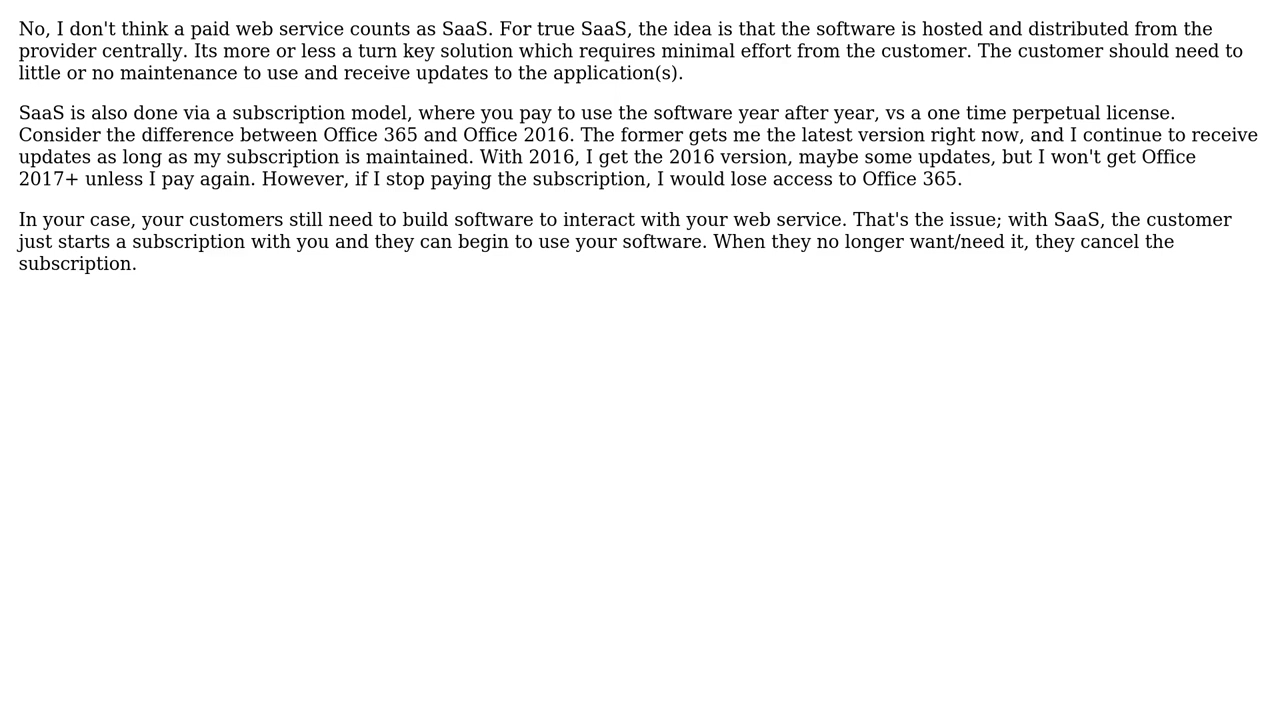 No, I don't think a paid web service counts as SaaS. For true SaaS, the idea is that the software is hosted and distributed from the
provider centrally. Its more or less a turn key solution which requires minimal effort from the customer. The customer should need to
little or no maintenance to use and receive updates to the application(s).
SaaS is also done via a subscription model, where you pay to use the software year after year, vs a one time perpetual license.
Consider the difference between Office 365 and Office 2016. The former gets me the latest version right now, and I continue to receive
updates as long as my subscription is maintained. With 2016, I get the 2016 version, maybe some updates, but I won't get Office
2017+ unless I pay again. However, if I stop paying the subscription, I would lose access to Office 365.
In your case, your customers still need to build software to interact with your web service. That's the issue; with SaaS, the customer
just starts a subscription with you and they can begin to use your software. When they no longer want/need it, they cancel the
subscription.